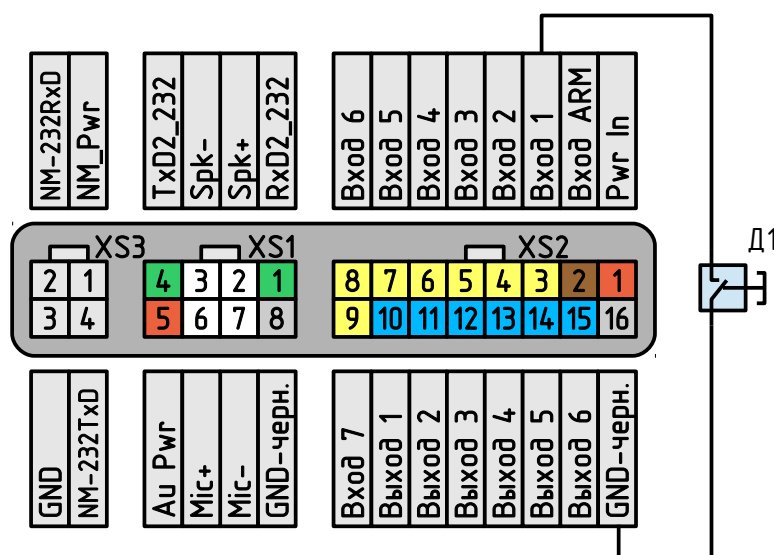 NM-232RxD
NM_Pwr
TxD2_232
Spk-
Spk+
RxD2_232
Вход 6
Вход 5
Вход 4
Вход 3
Вход 2
Вход 1
Вход ARM
Pwr In
XS3
XS1
XS2
Д1
2 1
4 3 2 1
8 7 6 5 4 3 2 1
3 4
5 6 7 8
9 10 11 12 13 14 15 16
GND
NM-232TxD
Au Pwr
Mic+
Mic-
GND-черн.
Вход 7
Выход 1
Выход 2
Выход 3
Выход 4
Выход 5
Выход 6
GND-черн.